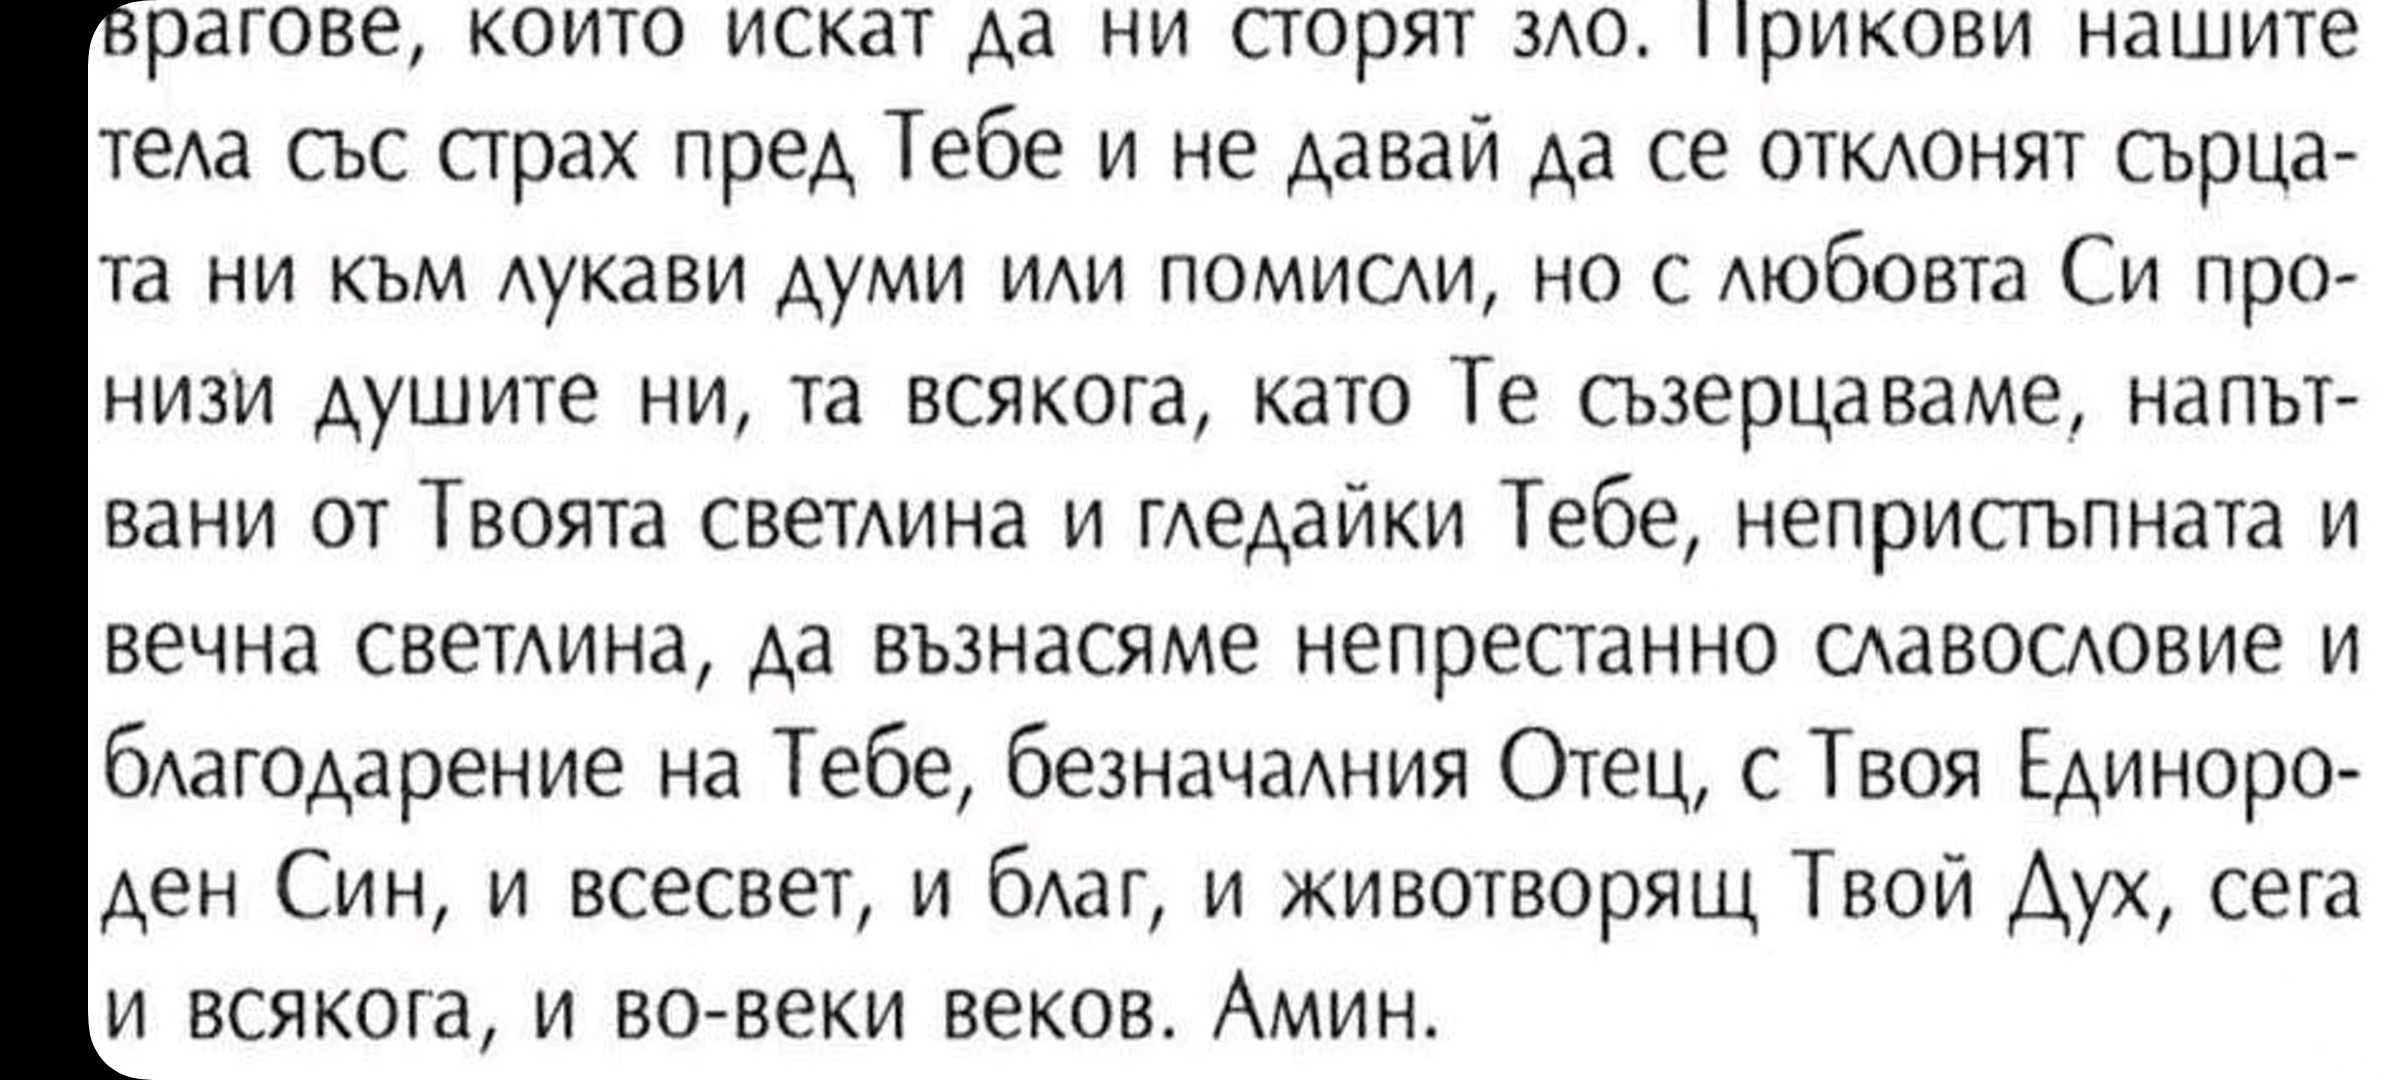 врагове, които искат да ни сторят зло. Прикови нашите
тела със страх пред Тебе и не давай да се отклонят сърца-
та ни към лукави думи или помисли, но с любовта Си про-
низи душите ни, та всякога, като Те съзерцаваме, напът-
вани от Твоята светлина и гледайки Тебе, непристъпната и
вечна светлина, да възнасяме непрестанно славословие и
благодарение на Тебе, безначалния Отец, с Твоя Единоро-
ден Син, и всесвет, и благ, и животворящ Твой Дух, сега
и всякога, и во-веки веков. Амин.